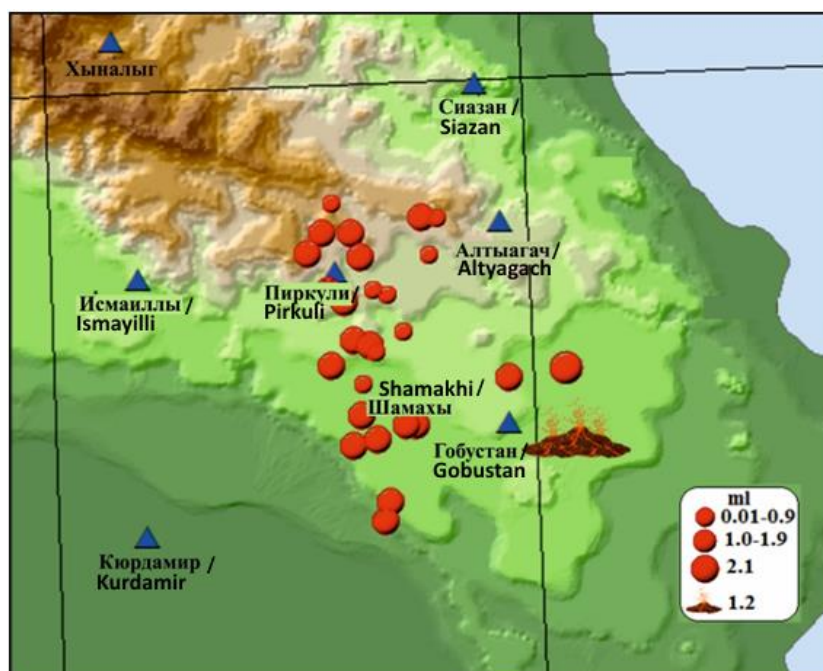 Хыналыг
Сиазан /
Siazan
Алтыагач/
Altyagach
Исмаиллы /
Ismayilli
Пиркули/
Pirkuli
Shamakhi /
Шамахы
Гобустан /
Gobustan
Кюрдамир /
Kurdamir
ml
0.01-0.9
1.0-1.9
2.1
1.2